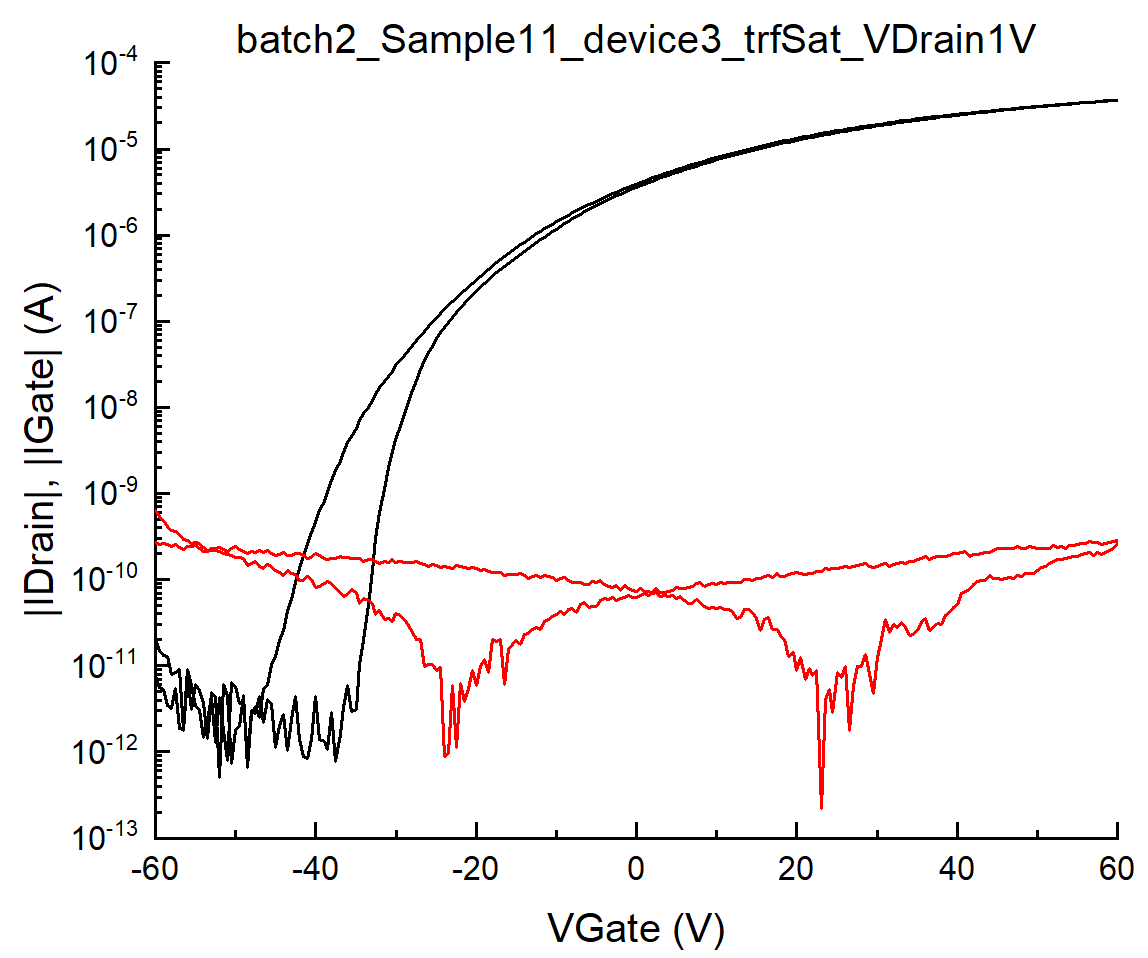 batch2_Sample11_device3_trfSat_VDrain1V
10-4
10-5
10-6
10-7
10-8
10-9
10-10
10-11
10-12
10-13
|IDrain|, |IGate| (A)
-60 -40 -20 0 20 40 60
VGate (V)